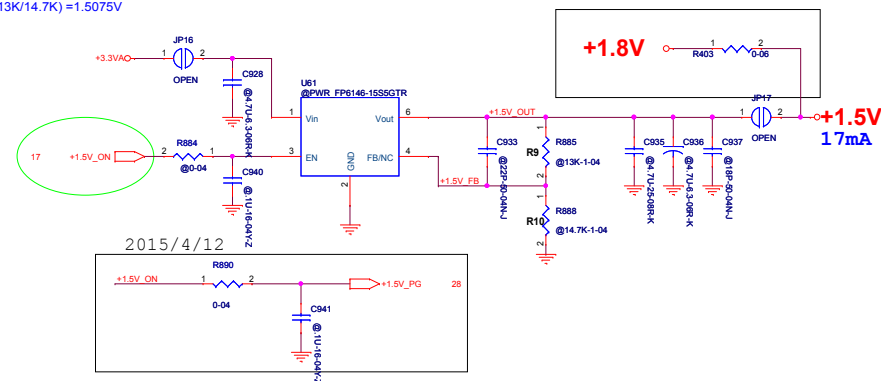 13K/14.7K) =1.5075V
JP16
+3.3VA
1
2
OPEN
C928
@4.7U-6.3-06R-K
U61
@PWR_FP6146-15S5GTR
1
Vin
Vout
6
3
EN
FB/NC
4
GND
2
17
+1.5V_ON
R884
2
1
@0-04
C940
@.1U-16-04Y-Z
+1.5V_OUT
+1.5V_FB
C933
@22P-50-04N-J
1
R885
R9
@13K-1-04
2
1
R888
R10
@14.7K-1-04
2
C935
@4.7U-25-08R-K
C936
@4.7U-6.3-06R-K
C937
@18P-50-04N-J
+1.8V
R403
1
2
0-06
JP17
1
2
OPEN
+1.5V
17mA
2015/4/12
+1.5V_ON
R890
1
2
0-04
+1.5V_PG
28
C941
@.1U-16-04Y-Z